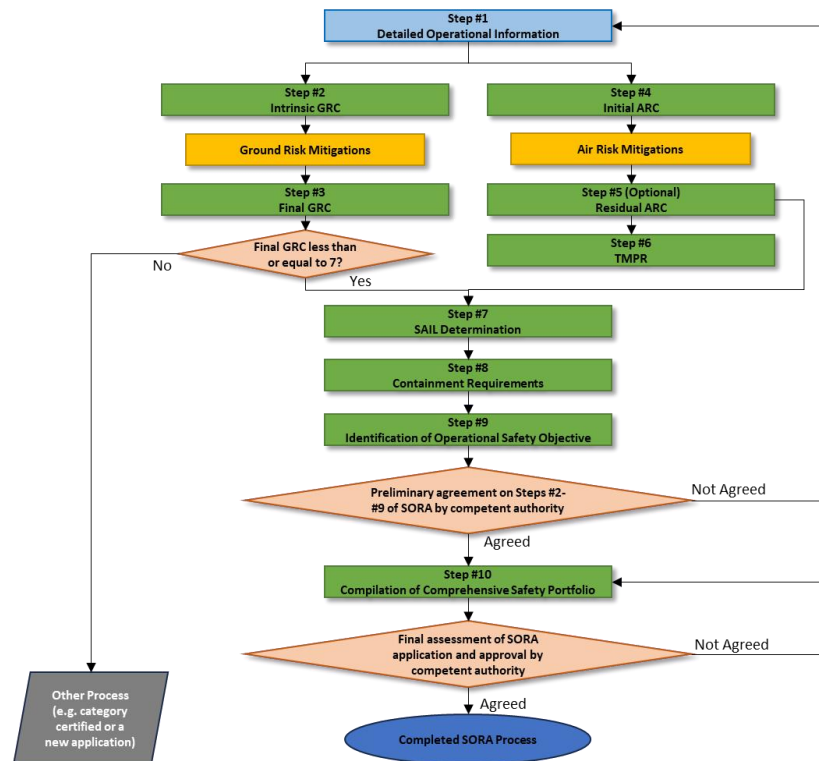 Step #1
Detailed Operational Information
Step #2
Intrinsic GRC
Step #4
Initial ARC
Ground Risk Mitigations
Air Risk Mitigations
Step #3
Final GRC
Step #5 (Optional)
Residual ARC
Step #6
TMPR
Final GRC less than
or equal to 7?
No
Yes
Step #7
SAIL Determination
Step #8
Containment Requirements
Step #9
Identification of Operational Safety Objective
Preliminary agreement on Steps #2-
#9 of SORA by competent authority
Not Agreed
Agreed
Step #10
Compilation of Comprehensive Safety Portfolio
Final assessment of SORA
application and approval by
competent authority
Not Agreed
Agreed
Other Process
(e.g. category
certified or a
new application)
Completed SORA Process